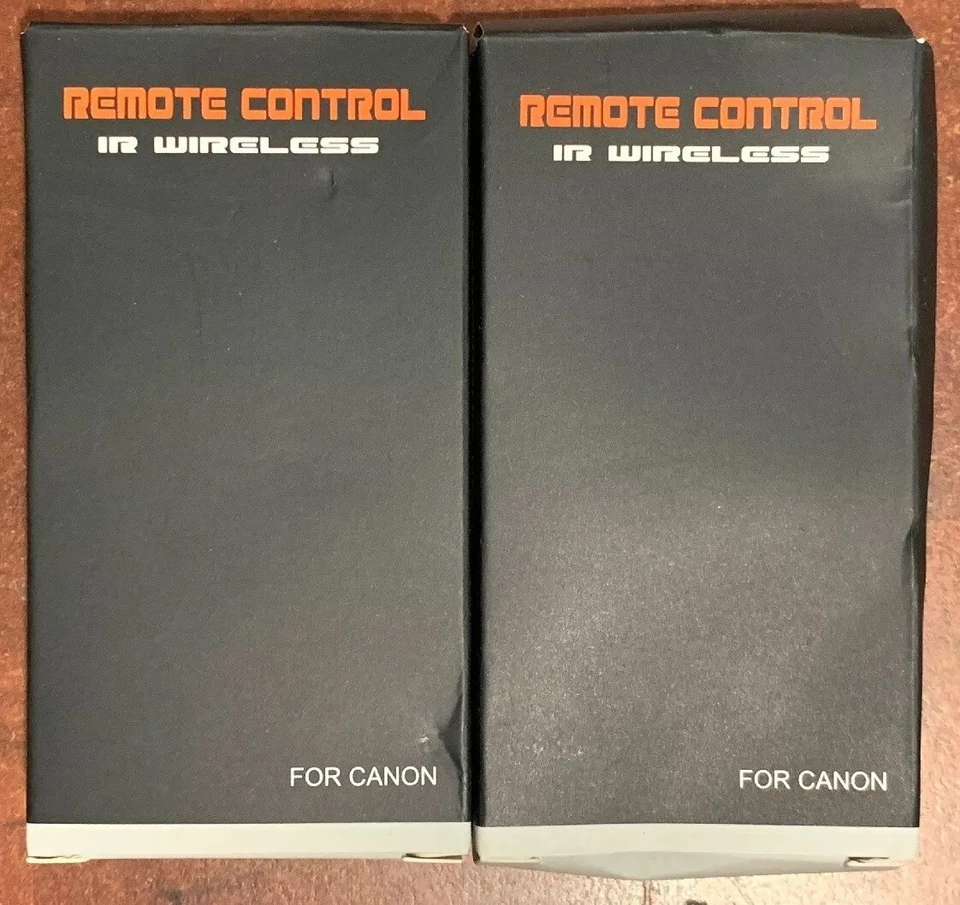 REMOTE CONTROL
IR WIRELESS
FOR CANON
REMOTE CONTROL
IR WIRELESS
FOR CANON